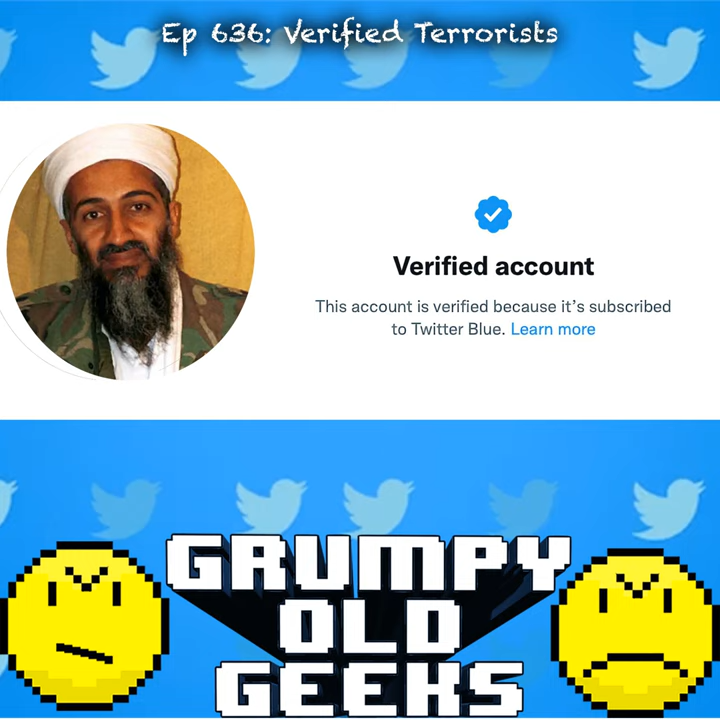 Ep 636: Verified Terrorists
Verified account
This account is verified because it’s subscribed
to Twitter Blue. Learn more
GRUMPY
OLD
GEEKS